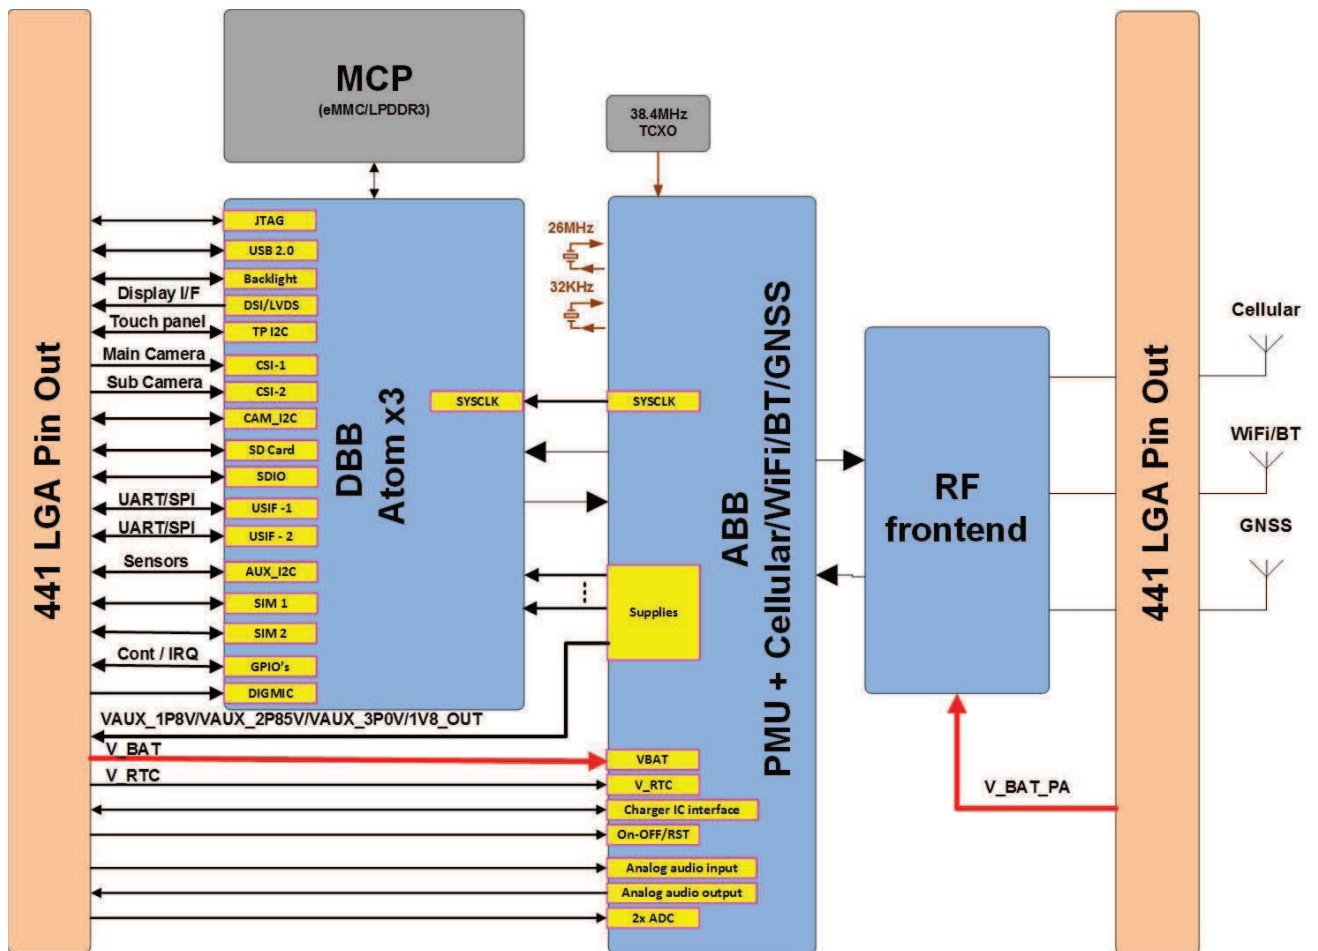 441 LGA Pin Out
MCP
(eMMC/LPDDR3)
38.4MHz
TCXO
JTAG
USB 2.0
Backlight
Display I/F
DSI/LVDS
Touch panel
TP I2C
Main Camera
CSI-1
Sub Camera
CSI-2
CAM_I2C
SD Card
SDIO
UART/SPI
USIF -1
UART/SPI
USIF - 2
Sensors
AUX_I2C
SIM 1
SIM 2
Cont / IRQ
GPIO's
DIGMIC
DBB
Atom x3
SYSCLK
26MHz
32KHz
SYSCLK
Supplies
ABB
PMU + Cellular/WiFi/BT/GNSS
VAUX_1P8V/VAUX_2P85V/VAUX_3P0V/1V8_OUT
V_BAT
VBAT
V_RTC
V_RTC
Charger IC interface
On-OFF/RST
Analog audio input
Analog audio output
2x ADC
RF
frontend
V_BAT_PA
441 LGA Pin Out
Cellular
WiFi/BT
GNSS